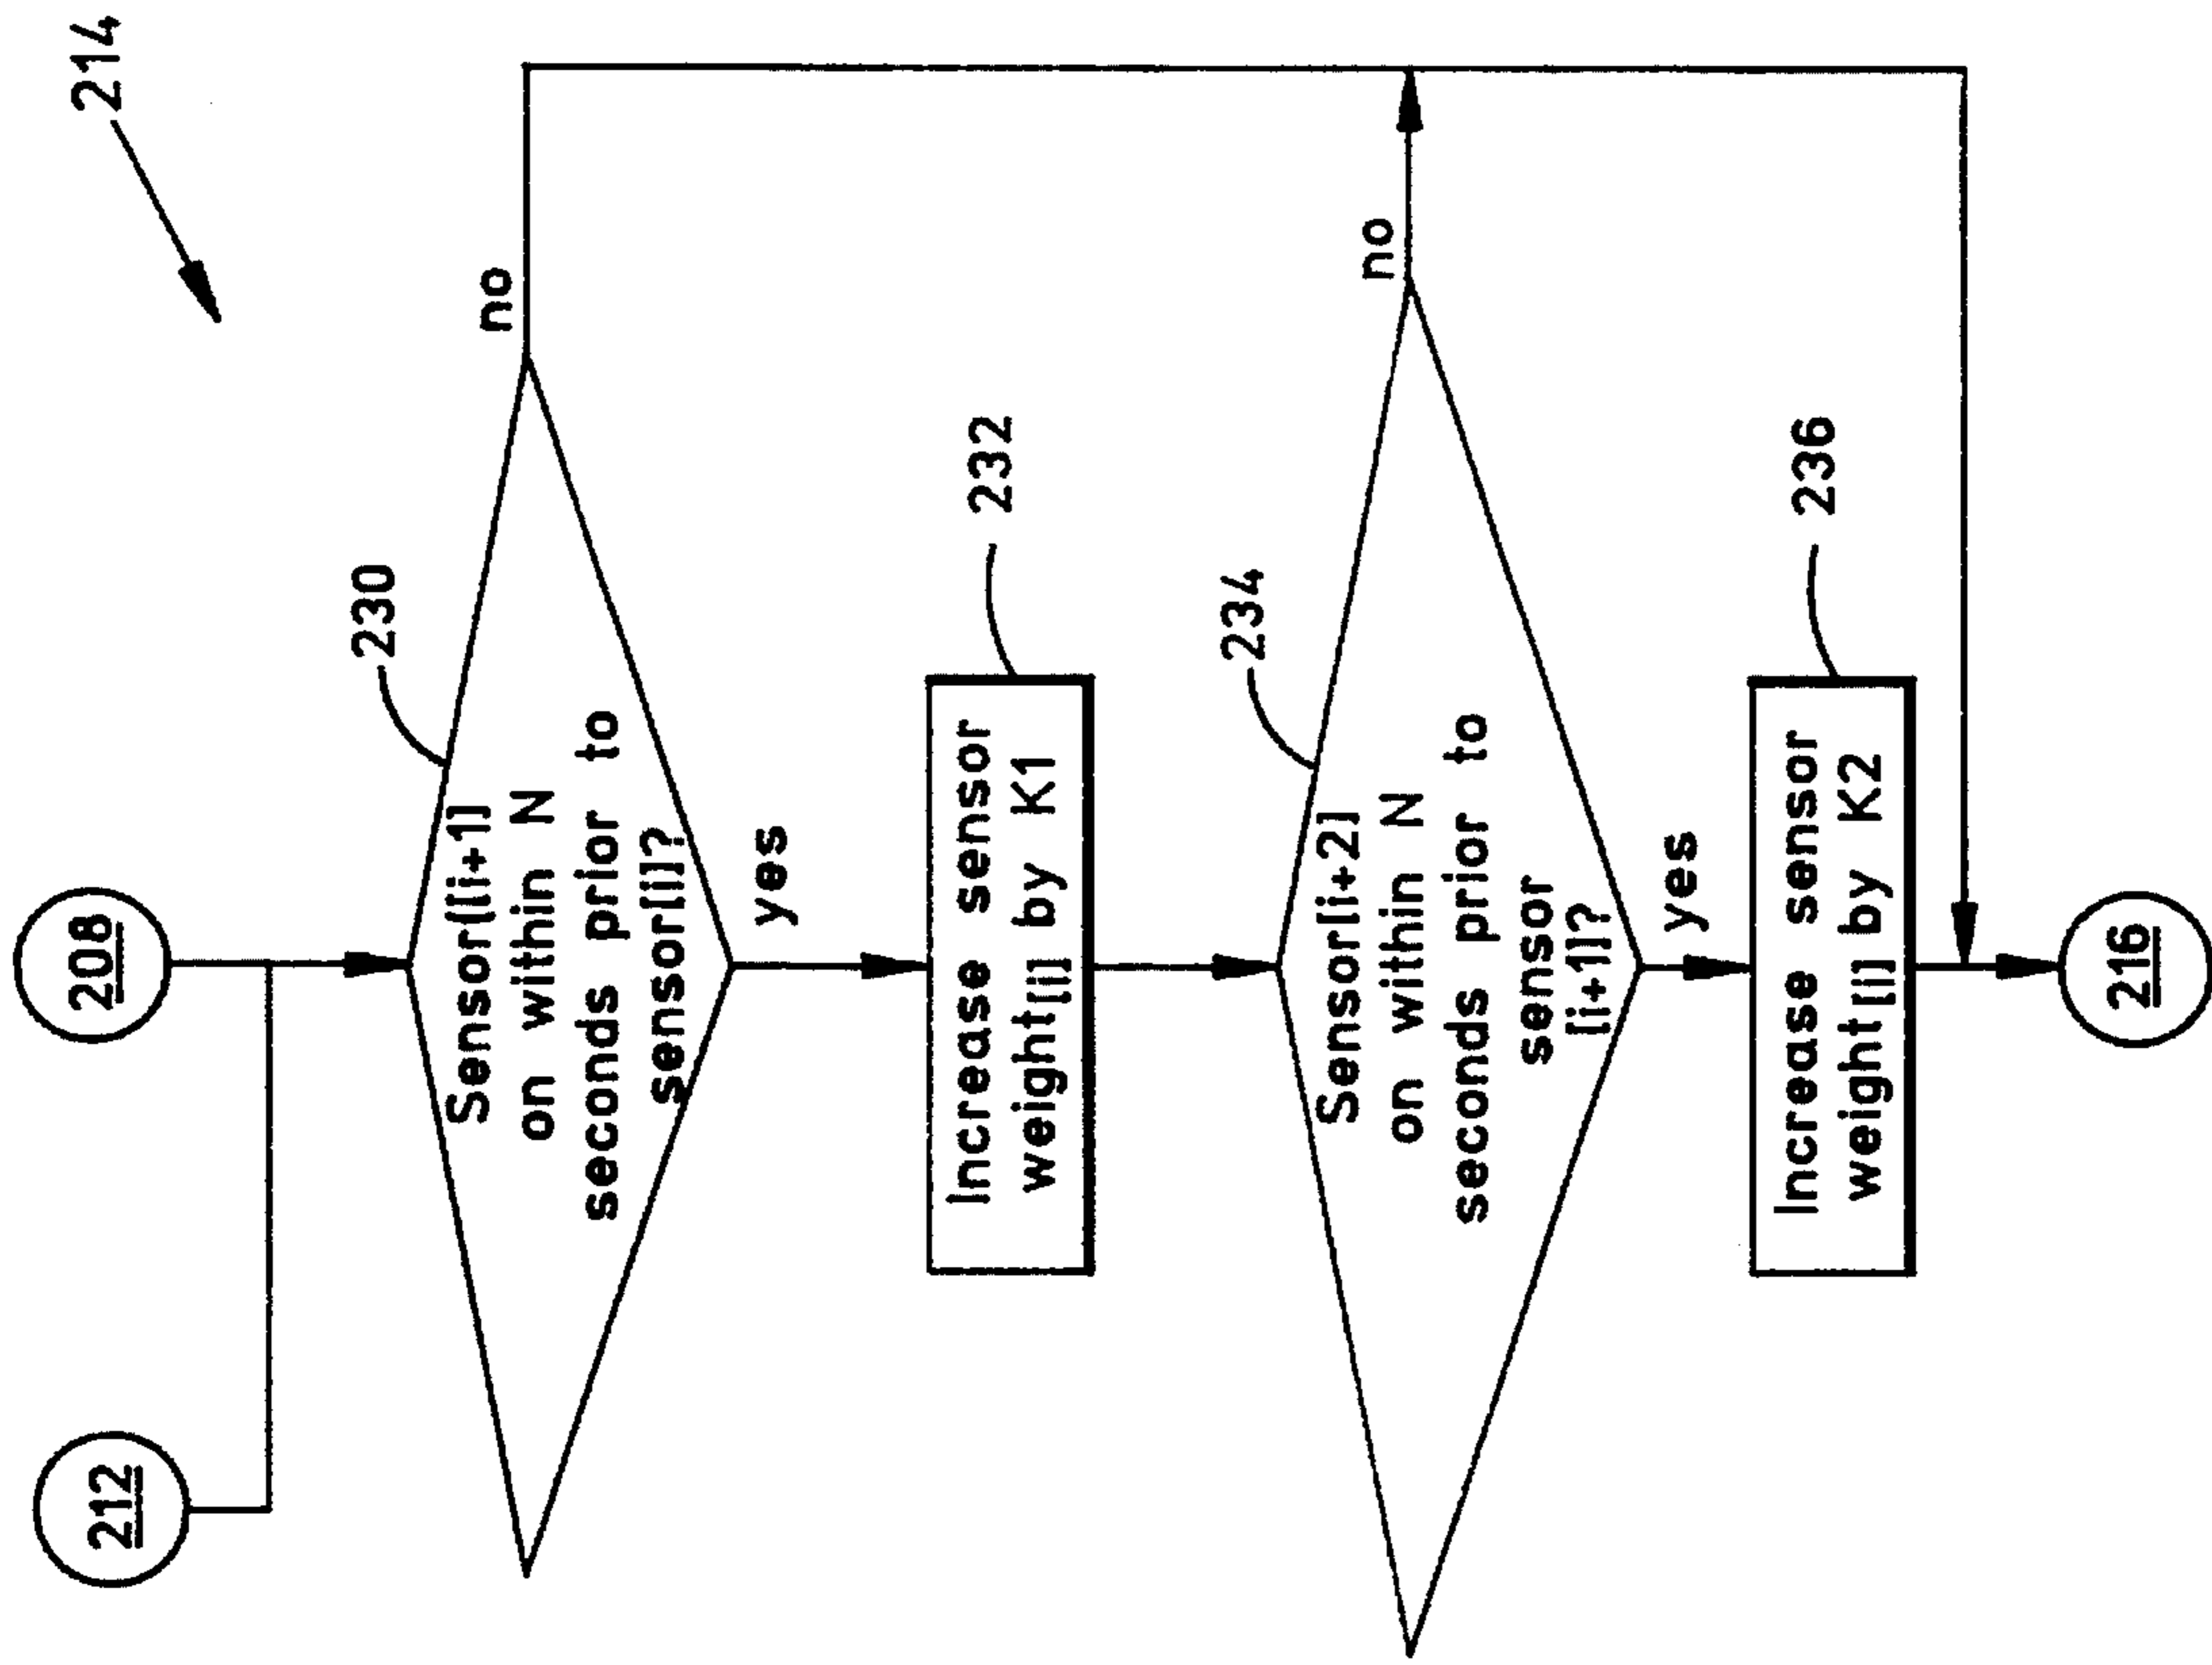 214
212
208
230
Sensor[i+1]
on within N
seconds prior to
sensor[i]?
no
yes
232
Increase sensor
weight[i] by K1
234
Sensor[i+2]
on within N
seconds prior to
sensor
[i+1]?
no
yes
236
Increase sensor
weight[i] by K2
216